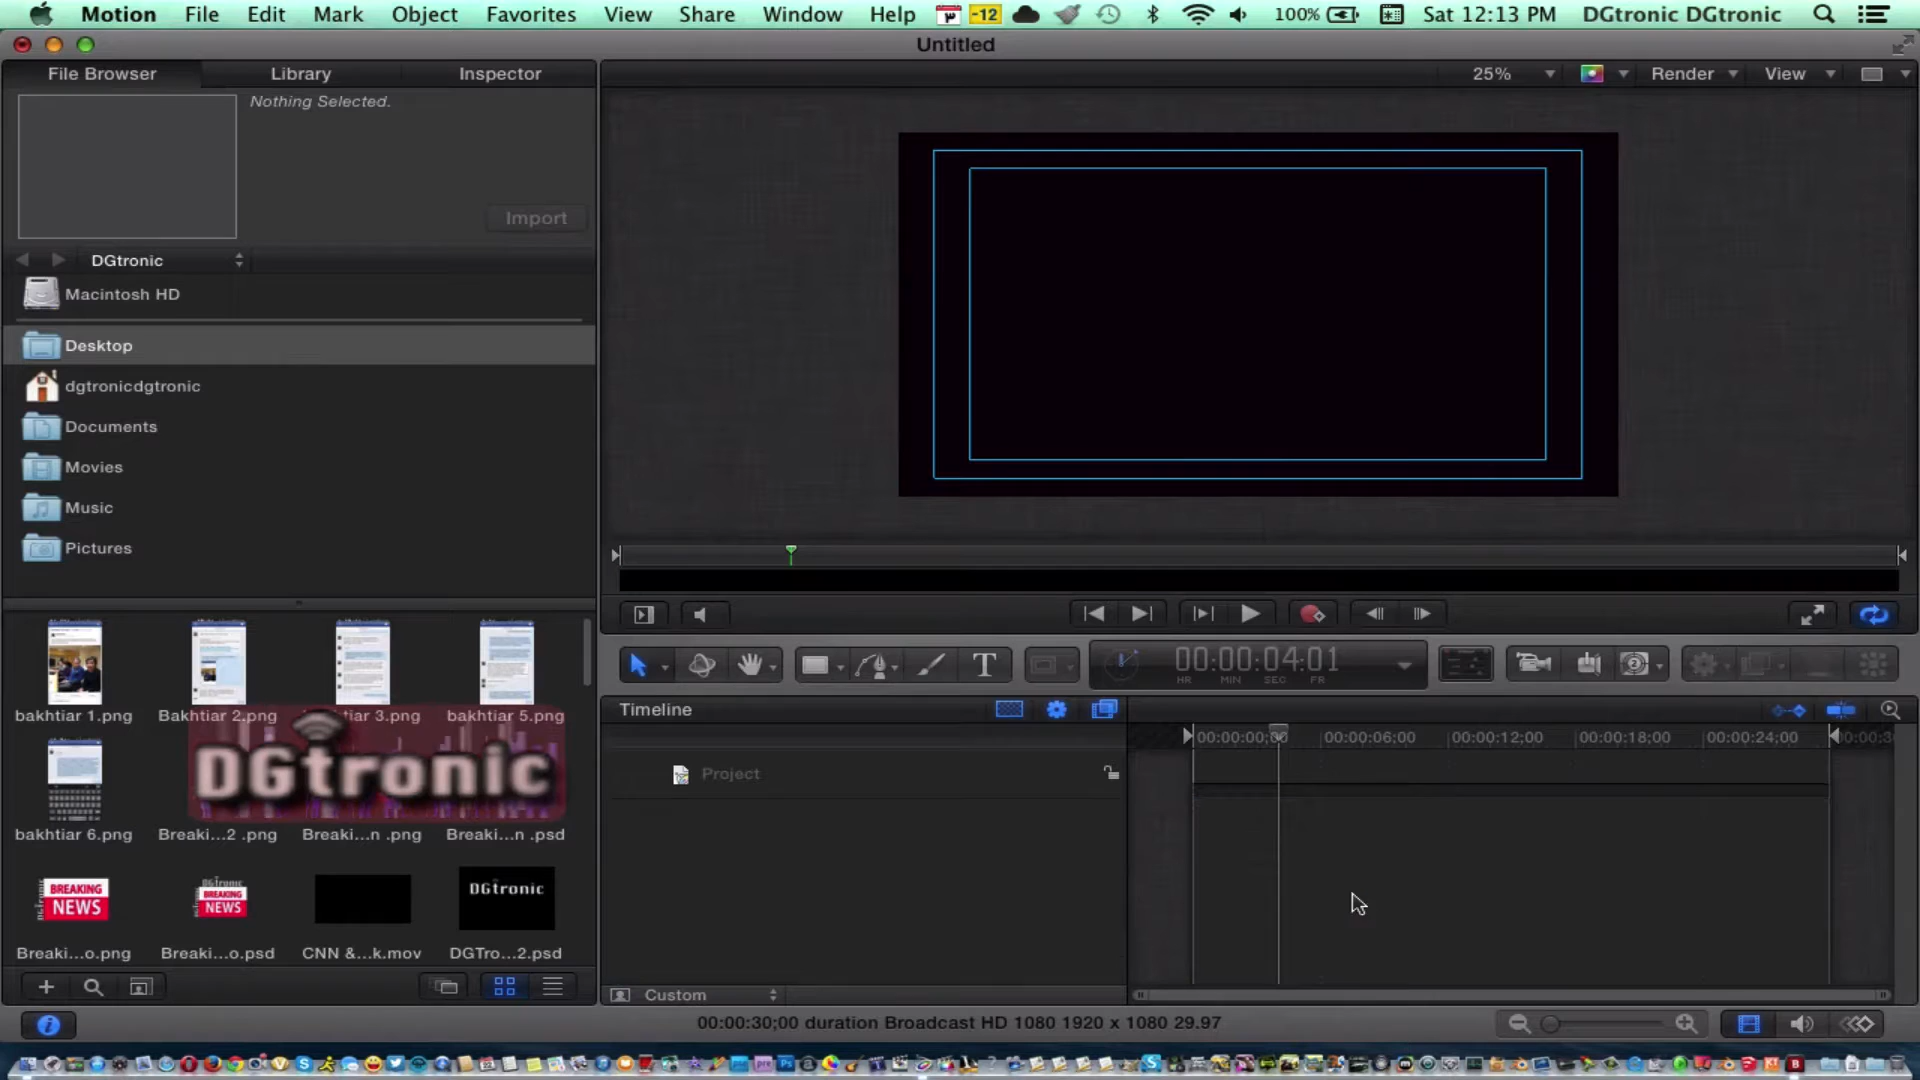 Motion File Edit Mark Object Favorites View Share Window Help -12 100% Sat 12:13 PM DGtronic DGtronic
Untitled
File Browser Library Inspector
25% Render View
Nothing Selected.
Import
DGtronic
Macintosh HD
Desktop
dgtronicdgtronic
Documents
Movies
Music
Pictures
00:00:04:01
HR MIN SEC FR
T
Timeline
00:00:00;00 00:00:06;00 00:00:12;00 00:00:18;00 00:00:24;00 00:00:3
Project
bakhtiar 1.png Bakhtiar 2.png tiar 3.png bakhtiar 5.png
DGtronic
bakhtiar 6.png Breaki...2 .png Breaki...n .png Breaki...n .psd
BREAKING
NEWS
DGtronic
BREAKING
NEWS
DGtronic
Breaki...o.png Breaki...o.psd CNN &...k.mov DGTro...2.psd
Custom
00:00:30;00 duration Broadcast HD 1080 1920 x 1080 29.97